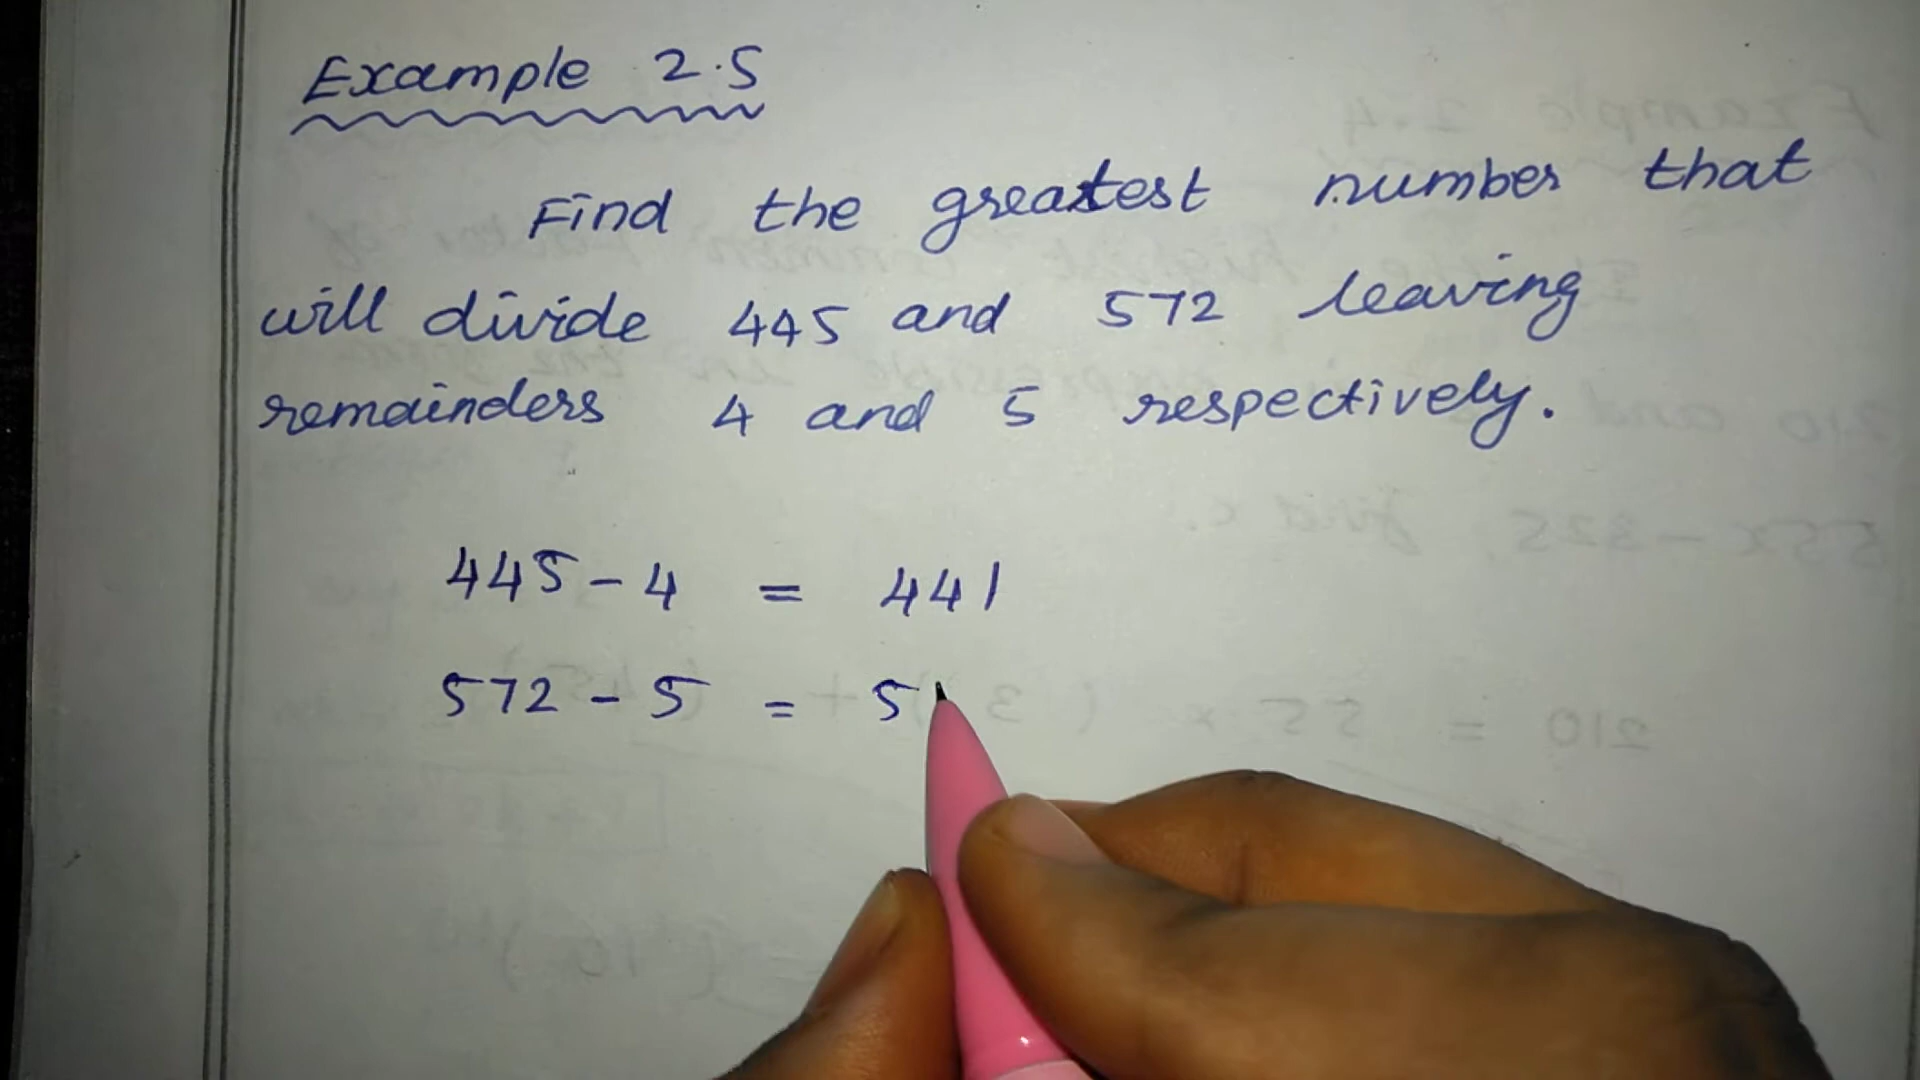 Example 2.5
Find the greatest number that
will divide 445 and 572 leaving
remainders 4 and 5 respectively.
445 - 4 = 441
572 - 5 = 5